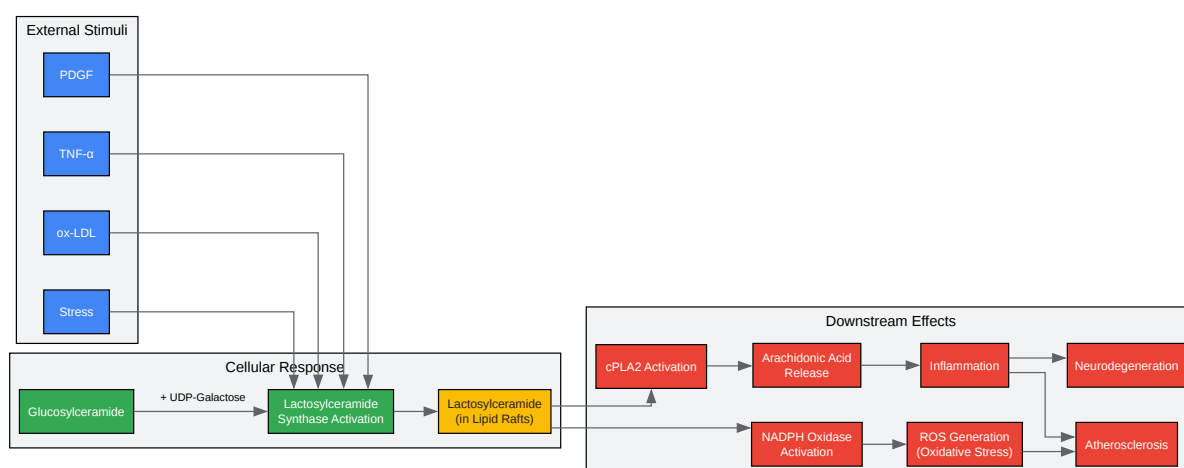 External Stimuli
PDGF
TNF-α
ox-LDL
Stress
Cellular Response
Glucosylceramide
+ UDP-Galactose
Lactosylceramide
Synthase Activation
Lactosylceramide
(in Lipid Rafts)
Downstream Effects
cPLA2 Activation
Arachidonic Acid
Release
Inflammation
Neurodegeneration
NADPH Oxidase
Activation
ROS Generation
(Oxidative Stress)
Atherosclerosis